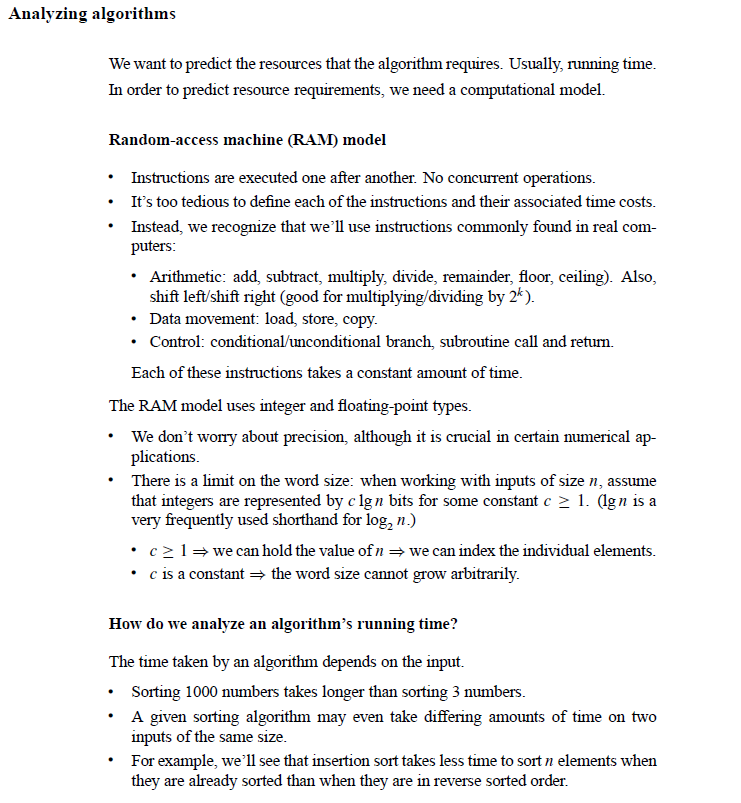 Analyzing algorithms
We want to predict the resources that the algorithm requires. Usually, running time.
In order to predict resource requirements, we need a computational model.
Random-access machine (RAM) model
• Instructions are executed one after another. No concurrent operations.
• It's too tedious to define each of the instructions and their associated time costs.
• Instead, we recognize that we'll use instructions commonly found in real com-
puters:
• Arithmetic: add, subtract, multiply, divide, remainder, floor, ceiling). Also,
shift left/shift right (good for multiplying/dividing by 2^k).
• Data movement: load, store, copy.
• Control: conditional/unconditional branch, subroutine call and return.
Each of these instructions takes a constant amount of time.
The RAM model uses integer and floating-point types.
• We don't worry about precision, although it is crucial in certain numerical ap-
plications.
• There is a limit on the word size: when working with inputs of size n, assume
that integers are represented by c lg n bits for some constant c ≥ 1. (lg n is a
very frequently used shorthand for log₂ n.)
• c ≥ 1 ⇒ we can hold the value of n ⇒ we can index the individual elements.
• c is a constant ⇒ the word size cannot grow arbitrarily.
How do we analyze an algorithm's running time?
The time taken by an algorithm depends on the input.
• Sorting 1000 numbers takes longer than sorting 3 numbers.
• A given sorting algorithm may even take differing amounts of time on two
inputs of the same size.
• For example, we'll see that insertion sort takes less time to sort n elements when
they are already sorted than when they are in reverse sorted order.